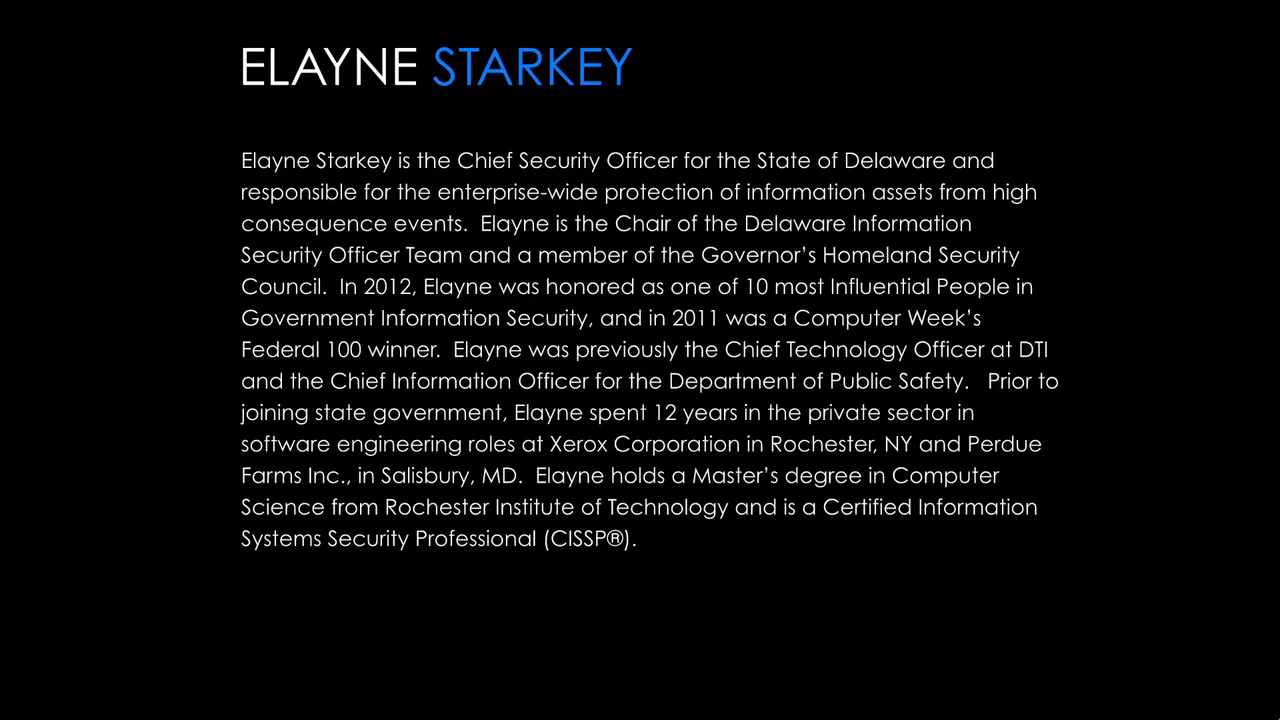 ELAYNE STARKEY
Elayne Starkey is the Chief Security Officer for the State of Delaware and
responsible for the enterprise-wide protection of information assets from high
consequence events.  Elayne is the Chair of the Delaware Information
Security Officer Team and a member of the Governor’s Homeland Security
Council.  In 2012, Elayne was honored as one of 10 most Influential People in
Government Information Security, and in 2011 was a Computer Week’s
Federal 100 winner.  Elayne was previously the Chief Technology Officer at DTI
and the Chief Information Officer for the Department of Public Safety.   Prior to
joining state government, Elayne spent 12 years in the private sector in
software engineering roles at Xerox Corporation in Rochester, NY and Perdue
Farms Inc., in Salisbury, MD.  Elayne holds a Master’s degree in Computer
Science from Rochester Institute of Technology and is a Certified Information
Systems Security Professional (CISSP®).